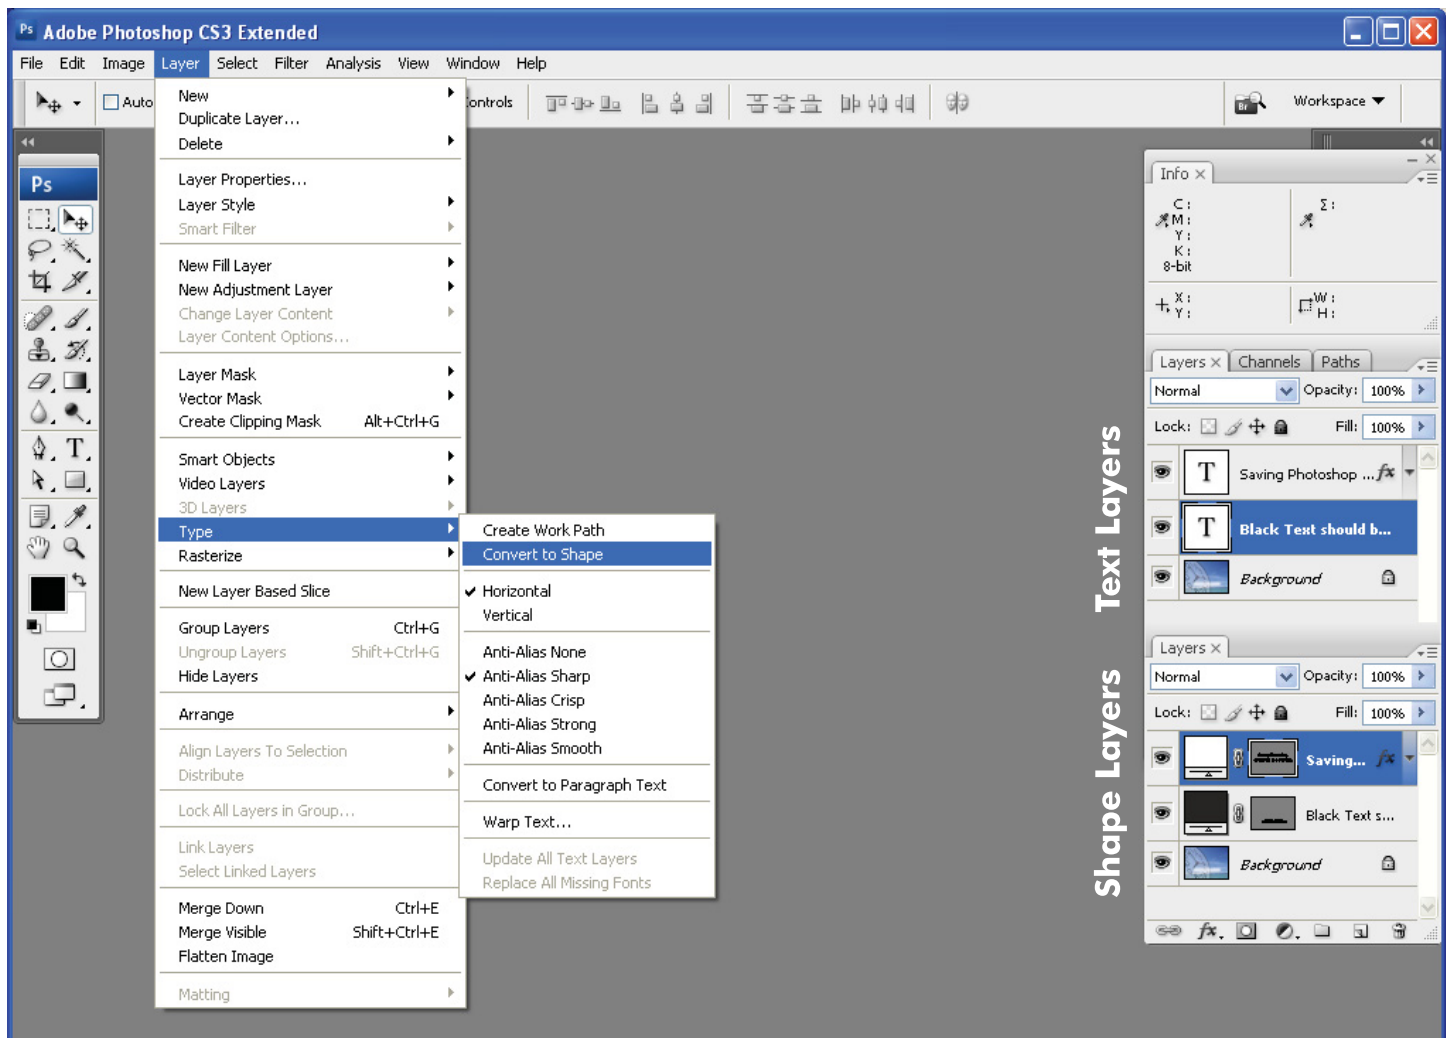 Ps Adobe Photoshop CS3 Extended
File Edit Image Layer Select Filter Analysis View Window Help
Auto
ontrols
Br
Workspace
Ps
New
Duplicate Layer...
Delete
Layer Properties...
Layer Style
Smart Filter
New Fill Layer
New Adjustment Layer
Change Layer Content
Layer Content Options...
Layer Mask
Vector Mask
Create Clipping Mask Alt+Ctrl+G
Smart Objects
Video Layers
3D Layers
Type
Rasterize
New Layer Based Slice
Group Layers Ctrl+G
Ungroup Layers Shift+Ctrl+G
Hide Layers
Arrange
Align Layers To Selection
Distribute
Lock All Layers in Group...
Link Layers
Select Linked Layers
Merge Down Ctrl+E
Merge Visible Shift+Ctrl+E
Flatten Image
Matting
Create Work Path
Convert to Shape
Horizontal
Vertical
Anti-Alias None
Anti-Alias Sharp
Anti-Alias Crisp
Anti-Alias Strong
Anti-Alias Smooth
Convert to Paragraph Text
Warp Text...
Update All Text Layers
Replace All Missing Fonts
Info
C :
M :
Y :
K :
8-bit
Σ :
X :
Y :
W :
H :
Text Layers
Layers Channels Paths
Normal Opacity: 100%
Lock: Fill: 100%
T Saving Photoshop ... fx
T Black Text should b...
Background
Shape Layers
Layers
Normal Opacity: 100%
Lock: Fill: 100%
Saving... fx
Black Text s...
Background
fx.